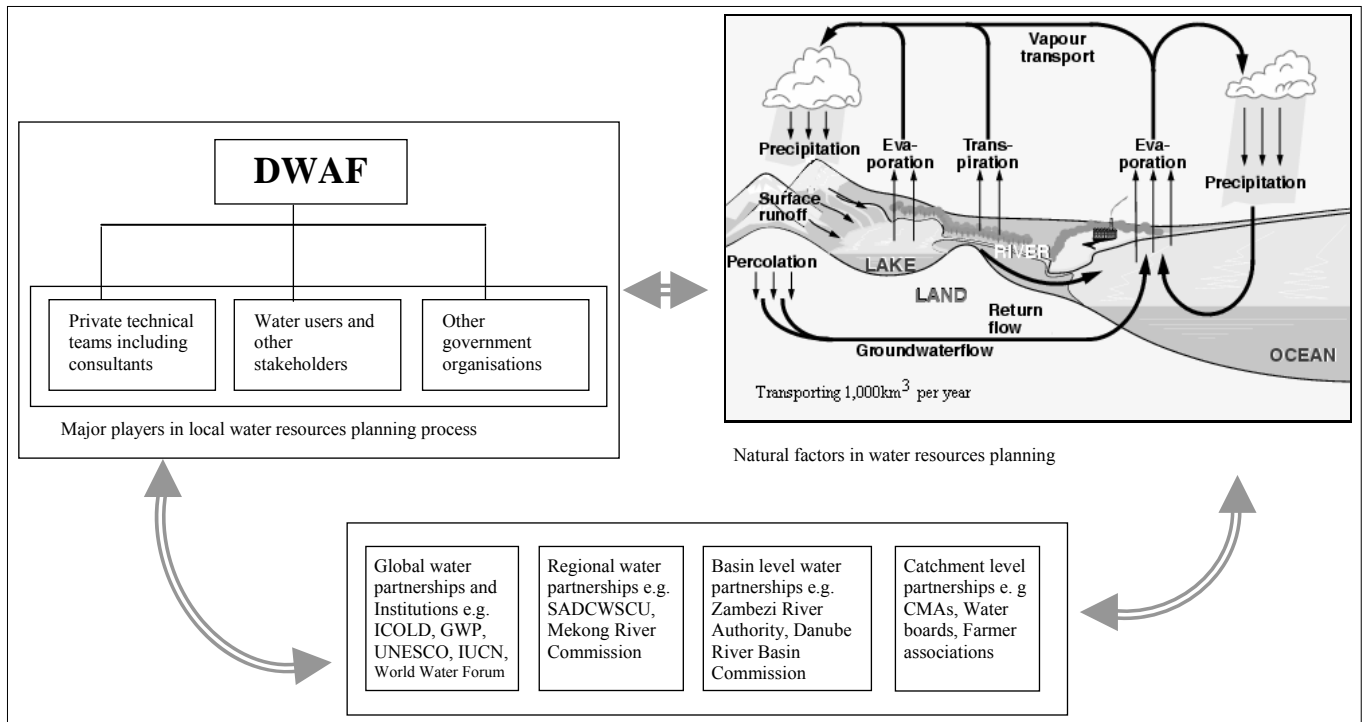 DWAF
Private technical
teams including
consultants
Water users and
other
stakeholders
Other
government
organisations
Major players in local water resources planning process
Vapour
transport
Precipitation
Eva-
poration
Trans-
piration
Eva-
poration
Precipitation
Surface
runoff
Percolation
LAKE
RIVER
LAND
Return
flow
Groundwaterflow
OCEAN
Transporting 1,000km3 per year
Natural factors in water resources planning
Global water
partnerships and
Institutions e.g.
ICOLD, GWP,
UNESCO, IUCN,
World Water Forum
Regional water
partnerships e.g.
SADCWSCU,
Mekong River
Commission
Basin level water
partnerships e.g.
Zambezi River
Authority, Danube
River Basin
Commission
Catchment level
partnerships e. g
CMAs, Water
boards, Farmer
associations